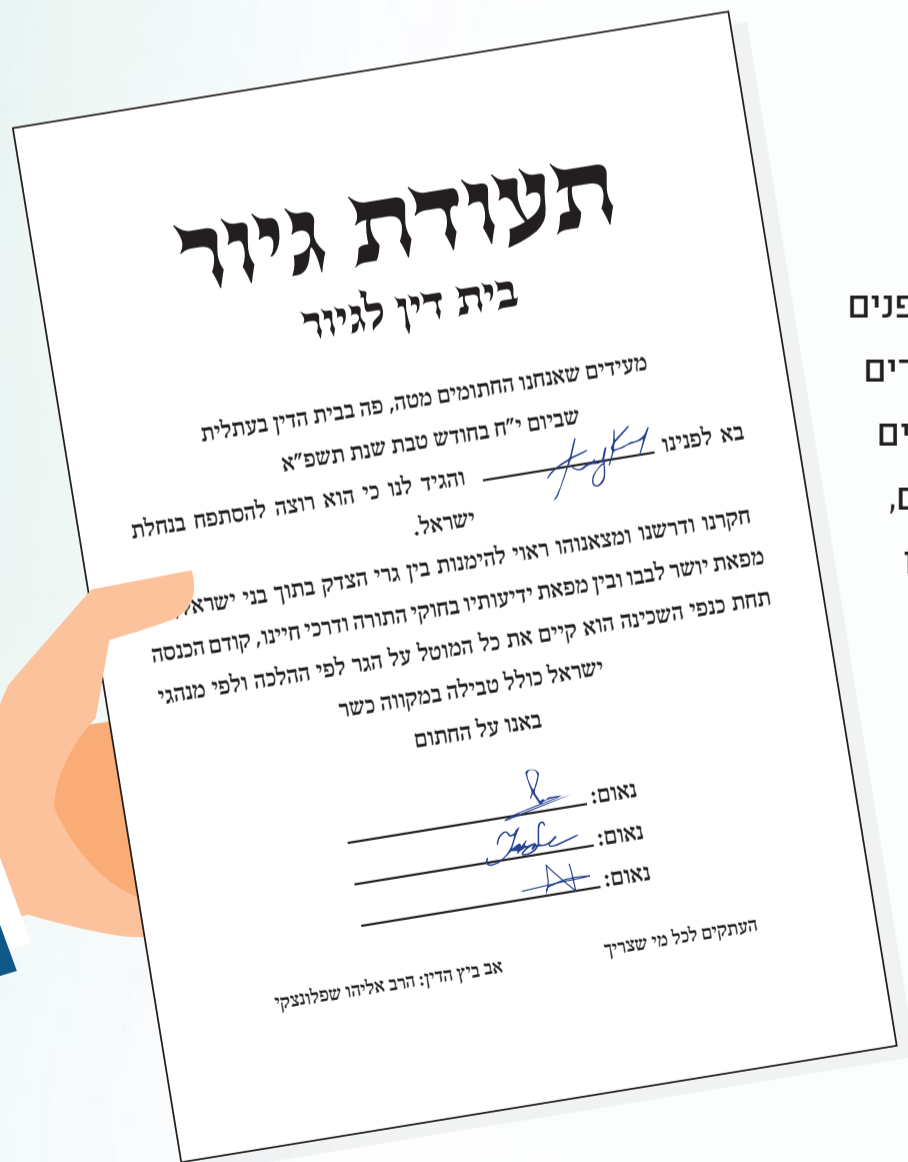 תעודת גיור
בית דין לגיור
מעידים שאנחנו החתומים מטה, פה בבית הדין בעתלית
שביום י״ח בחודש טבת שנת תשפ״א
בא לפנינו והגיד לנו כי הוא רוצה להסתפח בנחלת
ישראל.
חקרנו ודרשנו ומצאנוהו ראוי להימנות בין גרי הצדק בתוך בני ישראל,
מפאת יושר לבבו ובין מפאת ידיעותיו בחוקי התורה ודרכי חיינו, קודם הכנסה
תחת כנפי השכינה הוא קיים את כל המוטל על הגר לפי ההלכה ולפי מנהגי
ישראל כולל טבילה במקווה כשר
באנו על החתום
נאום:
נאום:
נאום:
העתקים לכל מי שצריך
אב ביץ הדין: הרב אליהו שפלונצקי